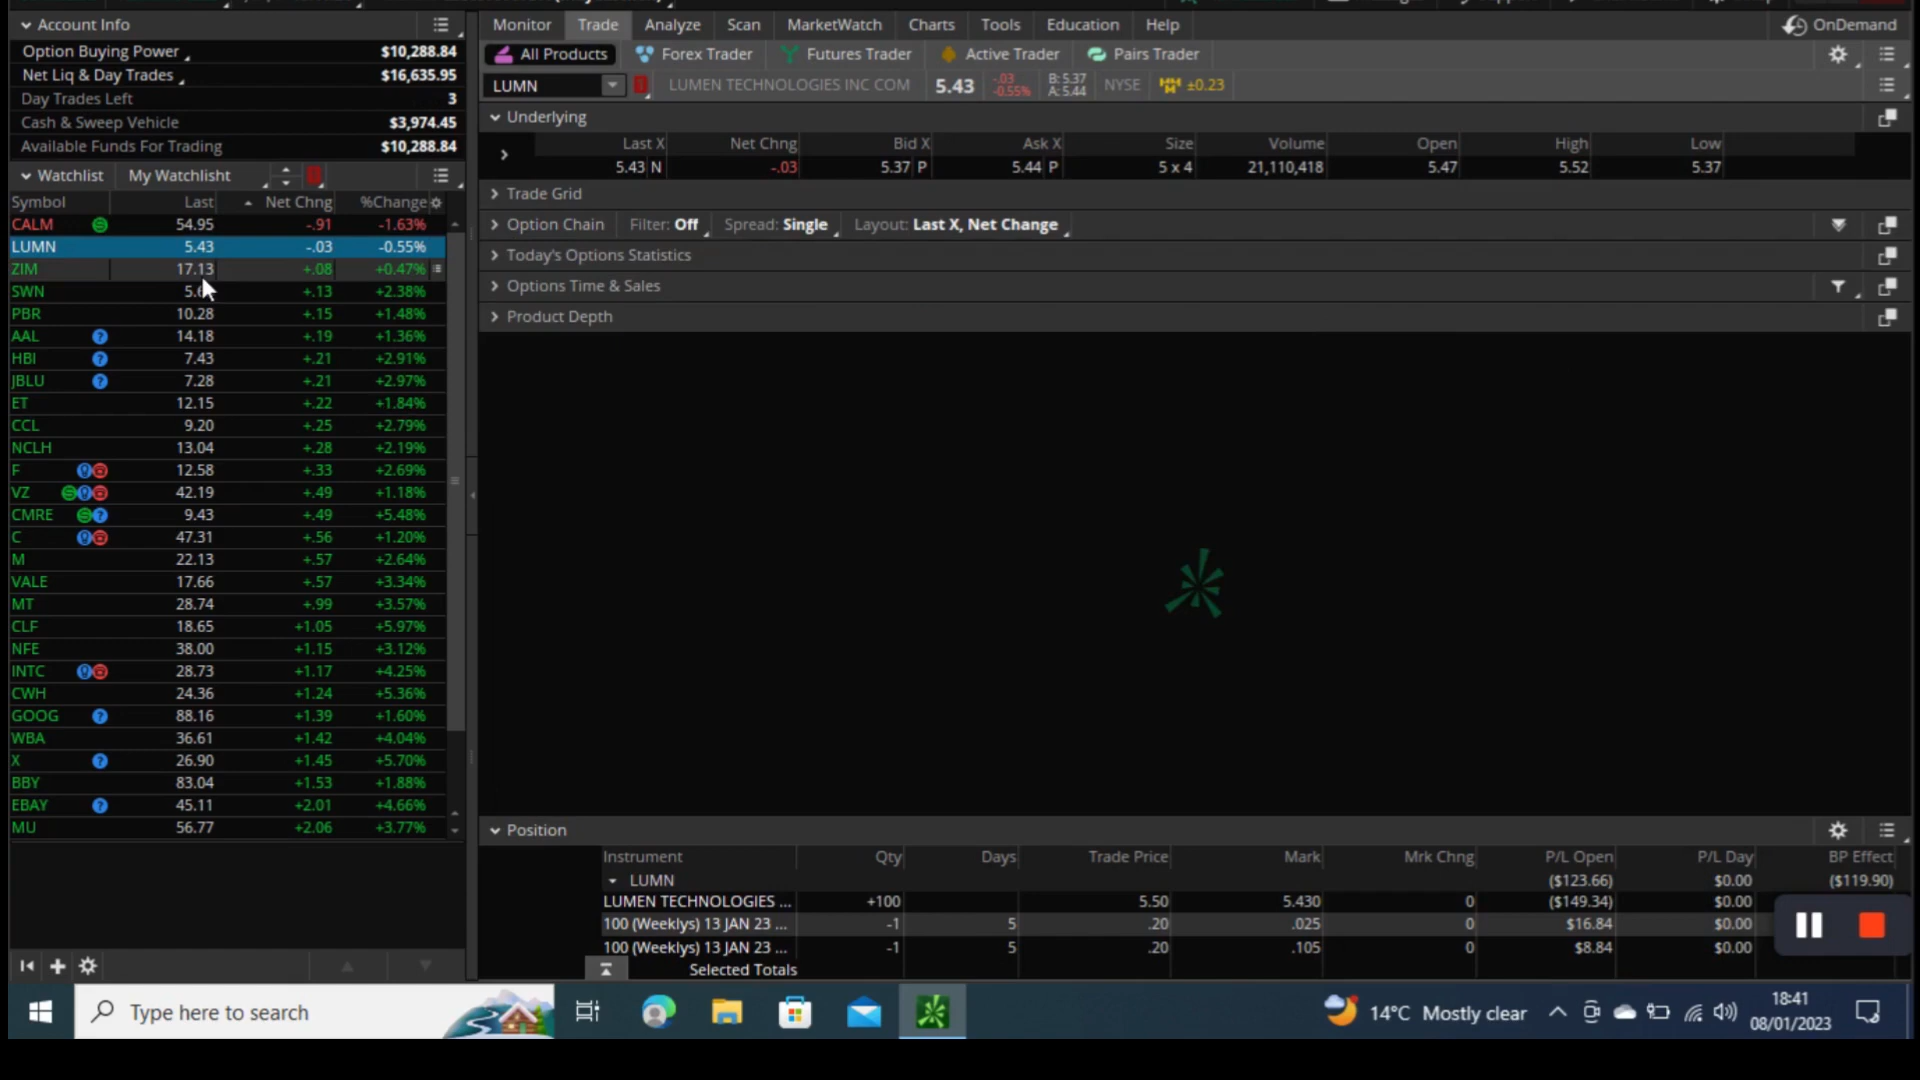 Account Info
Option Buying Power $10,288.84
Net Liq & Day Trades $16,635.95
Day Trades Left 3
Cash & Sweep Vehicle $3,974.45
Available Funds For Trading $10,288.84
Watchlist My Watchlisht
Symbol Last Net Chng %Change
CALM 54.95 -.91 -1.63%
LUMN 5.43 -.03 -0.55%
ZIM 17.13 +.08 +0.47%
SWN +.13 +2.38%
PBR 10.28 +.15 +1.48%
AAL 14.18 +.19 +1.36%
HBI 7.43 +.21 +2.91%
JBLU 7.28 +.21 +2.97%
ET 12.15 +.22 +1.84%
CCL 9.20 +.25 +2.79%
NCLH 13.04 +.28 +2.19%
F 12.58 +.33 +2.69%
VZ 42.19 +.49 +1.18%
CMRE 9.43 +.49 +5.48%
C 47.31 +.56 +1.20%
M 22.13 +.57 +2.64%
VALE 17.66 +.57 +3.34%
MT 28.74 +.99 +3.57%
CLF 18.65 +1.05 +5.97%
NFE 38.00 +1.15 +3.12%
INTC 28.73 +1.17 +4.25%
CWH 24.36 +1.24 +5.36%
GOOG 88.16 +1.39 +1.60%
WBA 36.61 +1.42 +4.04%
X 26.90 +1.45 +5.70%
BBY 83.04 +1.53 +1.88%
EBAY 45.11 +2.01 +4.66%
MU 56.77 +2.06 +3.77%
Monitor Trade Analyze Scan MarketWatch Charts Tools Education Help OnDemand
All Products Forex Trader Futures Trader Active Trader Pairs Trader
LUMN LUMEN TECHNOLOGIES INC COM 5.43 -.03 -0.55% B: 5.37 A: 5.44 NYSE ±0.23
Underlying
Last X Net Chng Bid X Ask X Size Volume Open High Low
5.43 N -.03 5.37 P 5.44 P 5 x 4 21,110,418 5.47 5.52 5.37
Trade Grid
Option Chain Filter: Off Spread: Single Layout: Last X, Net Change
Today's Options Statistics
Options Time & Sales
Product Depth
Position
Instrument Qty Days Trade Price Mark Mrk Chng P/L Open P/L Day BP Effect
LUMN ($123.66) $0.00 ($119.90)
LUMEN TECHNOLOGIES ... +100 5.50 5.430 0 ($149.34) $0.00
100 (Weeklys) 13 JAN 23 ... -1 5 .20 .025 0 $16.84 $0.00
100 (Weeklys) 13 JAN 23 ... -1 5 .20 .105 0 $8.84 $0.00
Selected Totals
Type here to search
14°C Mostly clear
18:41
08/01/2023